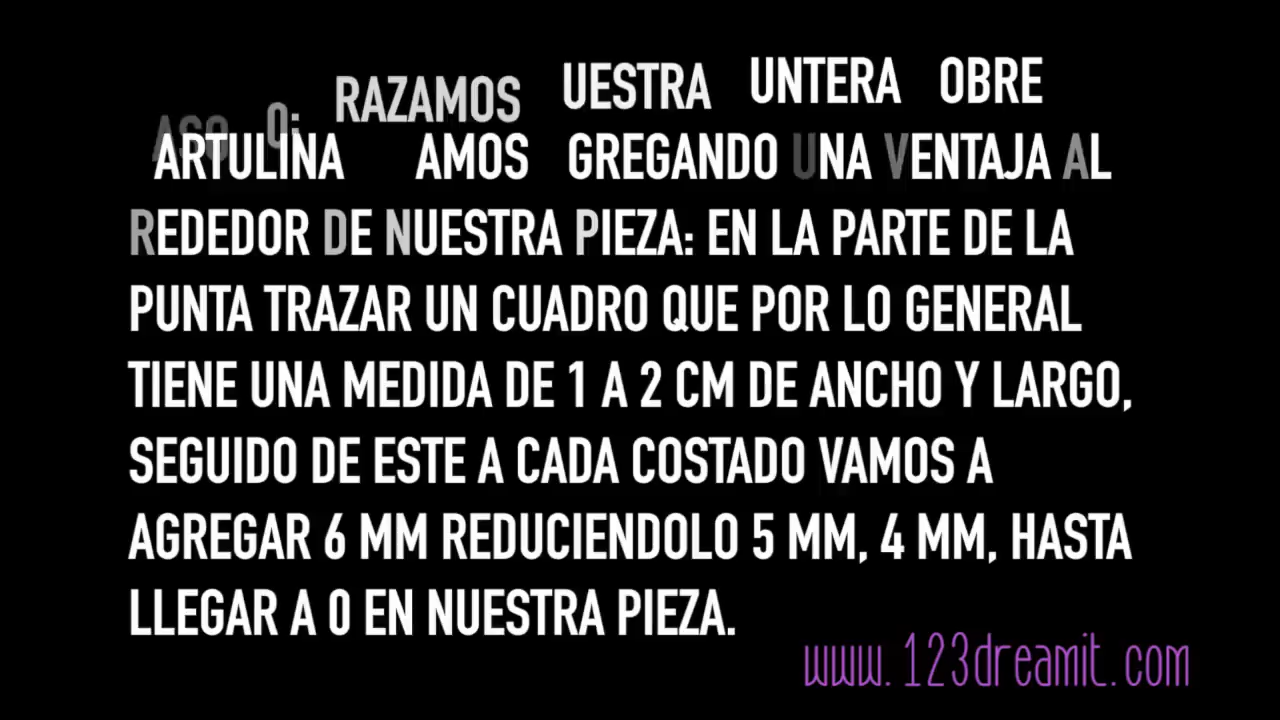 ASO 0: RAZAMOS UESTRA UNTERA OBRE
ARTULINA AMOS GREGANDO UNA VENTAJA AL
REDEDOR DE NUESTRA PIEZA: EN LA PARTE DE LA
PUNTA TRAZAR UN CUADRO QUE POR LO GENERAL
TIENE UNA MEDIDA DE 1 A 2 CM DE ANCHO Y LARGO,
SEGUIDO DE ESTE A CADA COSTADO VAMOS A
AGREGAR 6 MM REDUCIENDOLO 5 MM, 4 MM, HASTA
LLEGAR A 0 EN NUESTRA PIEZA.
www.123dreamit.com